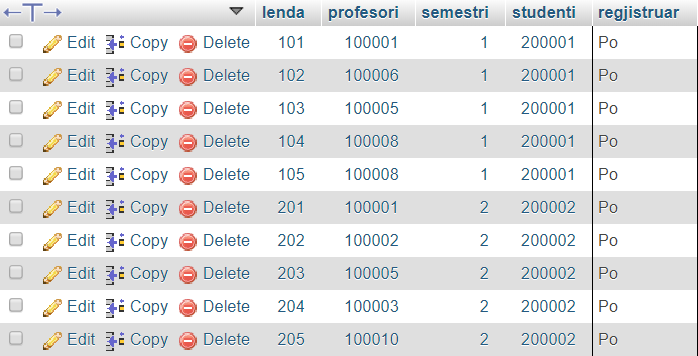 lenda profesori semestri studenti regjistruar
Edit Copy Delete 101 100001 1 200001 Po
Edit Copy Delete 102 100006 1 200001 Po
Edit Copy Delete 103 100005 1 200001 Po
Edit Copy Delete 104 100008 1 200001 Po
Edit Copy Delete 105 100008 1 200001 Po
Edit Copy Delete 201 100001 2 200002 Po
Edit Copy Delete 202 100002 2 200002 Po
Edit Copy Delete 203 100005 2 200002 Po
Edit Copy Delete 204 100003 2 200002 Po
Edit Copy Delete 205 100010 2 200002 Po